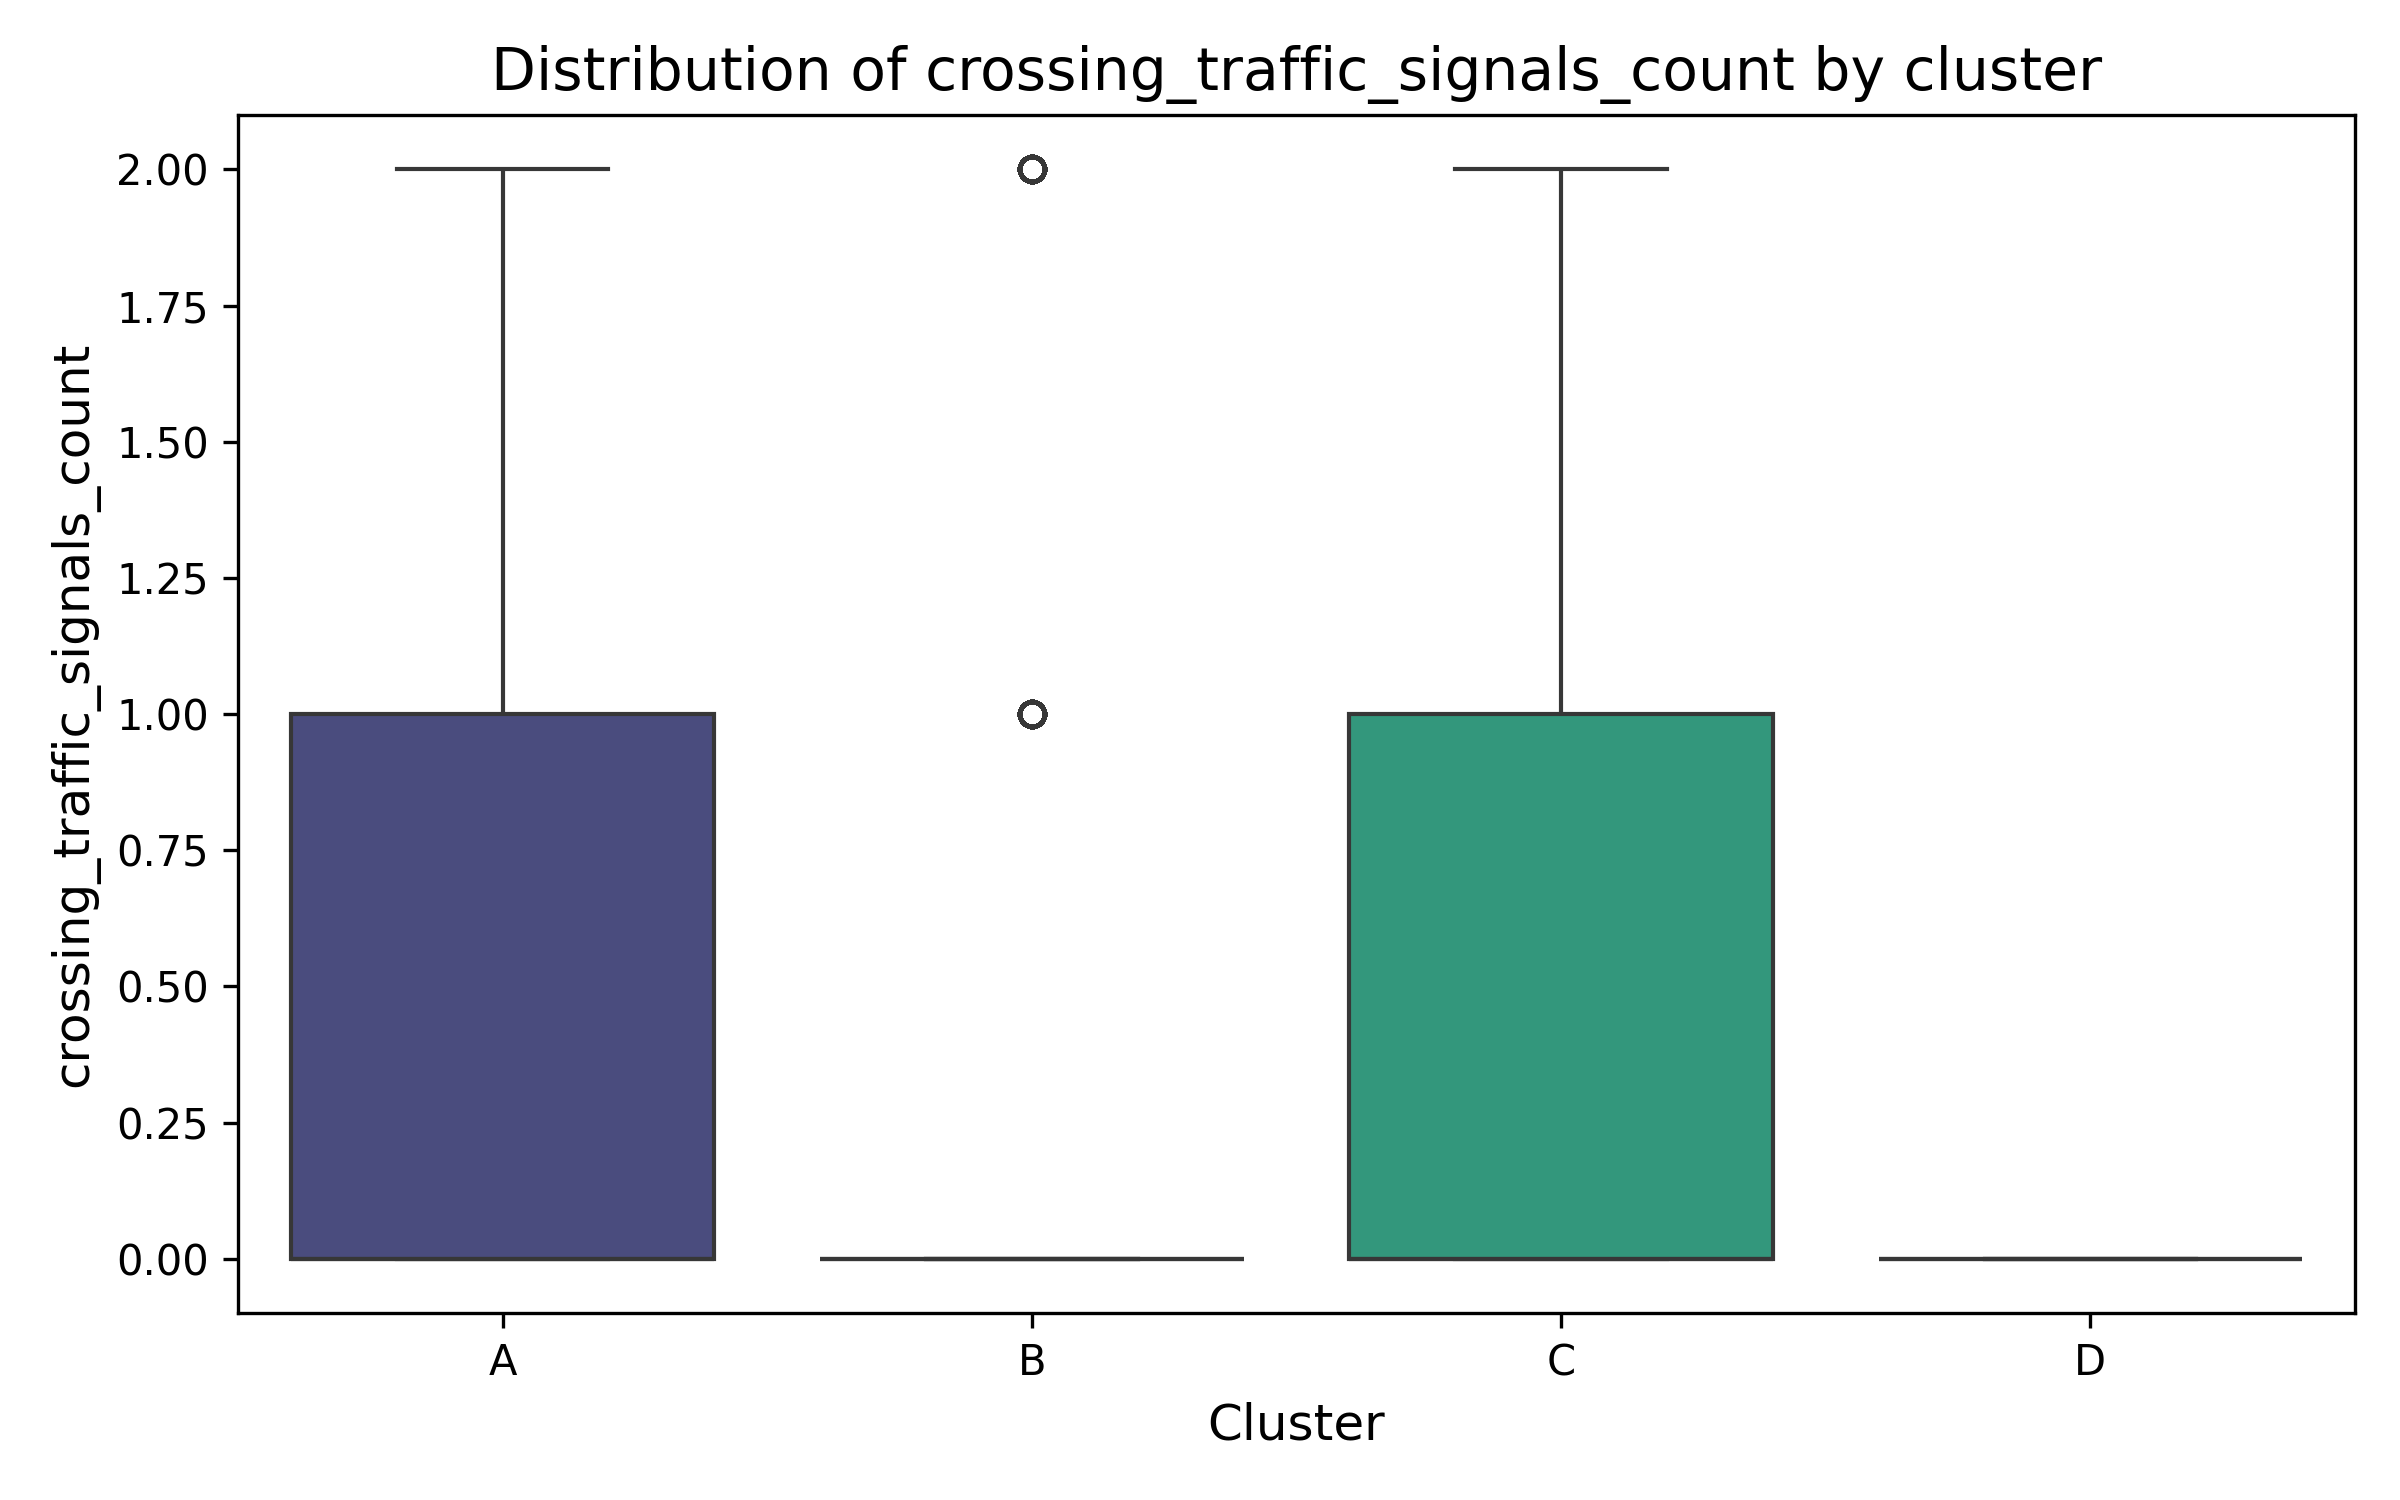 Distribution of crossing_traffic_signals_count by cluster
crossing_traffic_signals_count
2.00
1.75
1.50
1.25
1.00
0.75
0.50
0.25
0.00
A B C D
Cluster